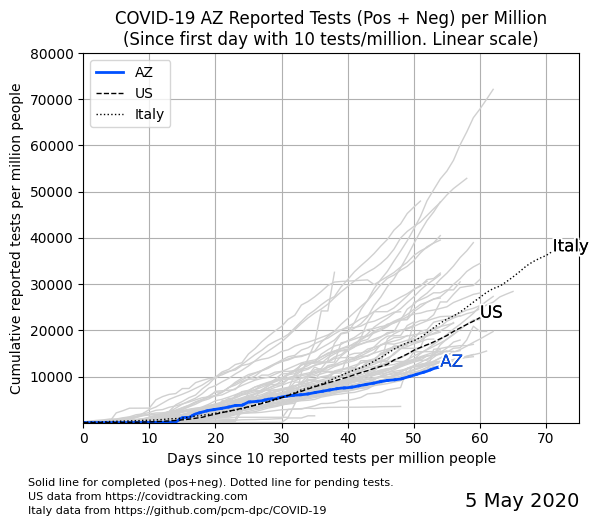 COVID-19 AZ Reported Tests (Pos + Neg) per Million
(Since first day with 10 tests/million. Linear scale)
80000
70000
60000
50000
40000
30000
20000
10000
Cumulative reported tests per million people
AZ
US
Italy
Italy
US
AZ
0 10 20 30 40 50 60 70
Days since 10 reported tests per million people
Solid line for completed (pos+neg). Dotted line for pending tests.
US data from https://covidtracking.com
Italy data from https://github.com/pcm-dpc/COVID-19
5 May 2020